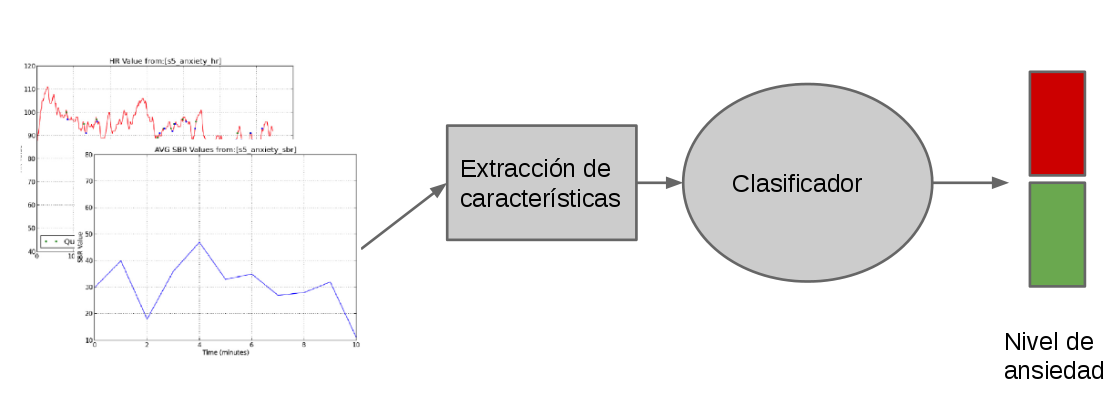 HR Value from:[s5_anxiety_hr]
120
110
100
90
80
70
60
50
40
0
10
Qu
AVG SBR Values from:[s5_anxiety_sbr]
80
70
60
50
40
30
20
10
SBR Value
0
2
4
6
8
10
Time (minutes)
Extracción de
características
Clasificador
Nivel de
ansiedad